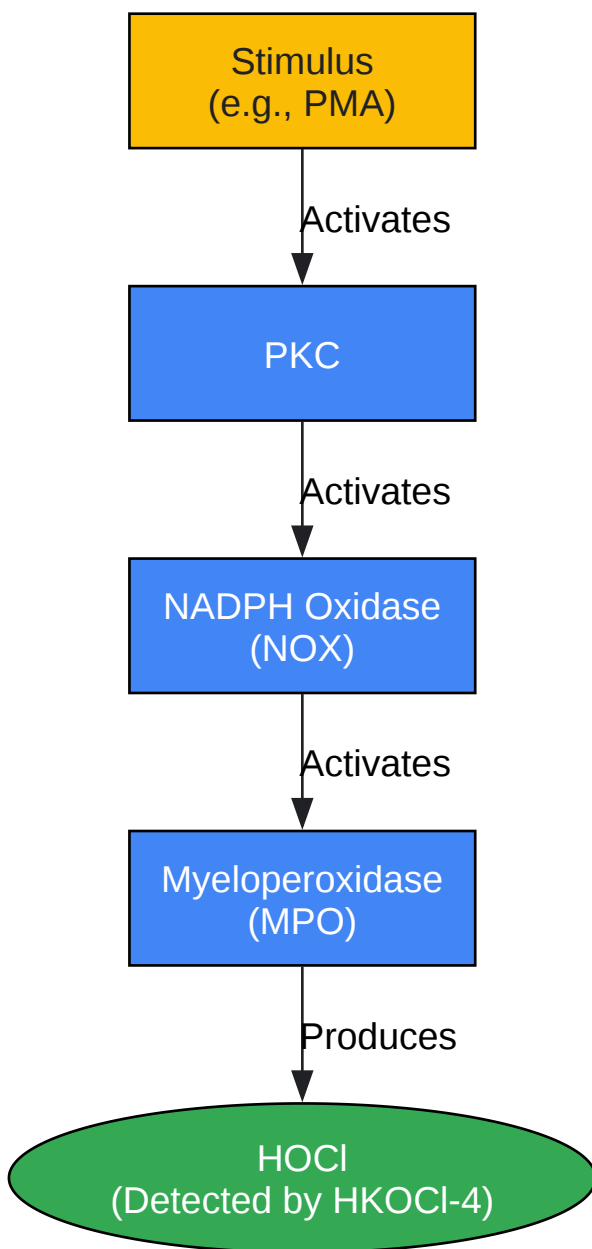 Stimulus
(e.g., PMA)
Activates
PKC
Activates
NADPH Oxidase
(NOX)
Activates
Myeloperoxidase
(MPO)
Produces
HOCl
(Detected by HKOCl-4)